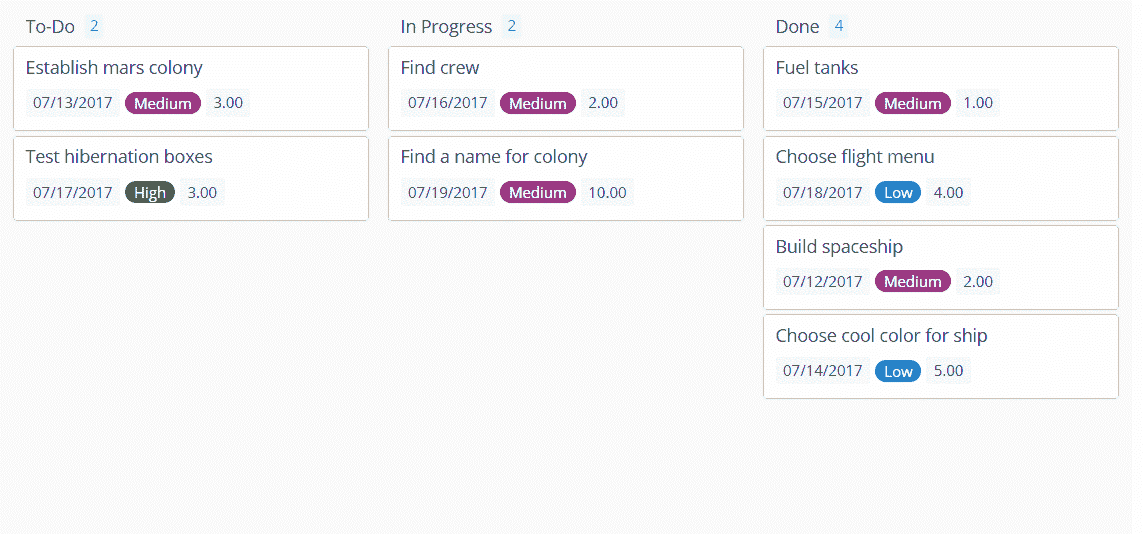 To-Do 2
Establish mars colony
07/13/2017 Medium 3.00
Test hibernation boxes
07/17/2017 High 3.00
In Progress 2
Find crew
07/16/2017 Medium 2.00
Find a name for colony
07/19/2017 Medium 10.00
Done 4
Fuel tanks
07/15/2017 Medium 1.00
Choose flight menu
07/18/2017 Low 4.00
Build spaceship
07/12/2017 Medium 2.00
Choose cool color for ship
07/14/2017 Low 5.00